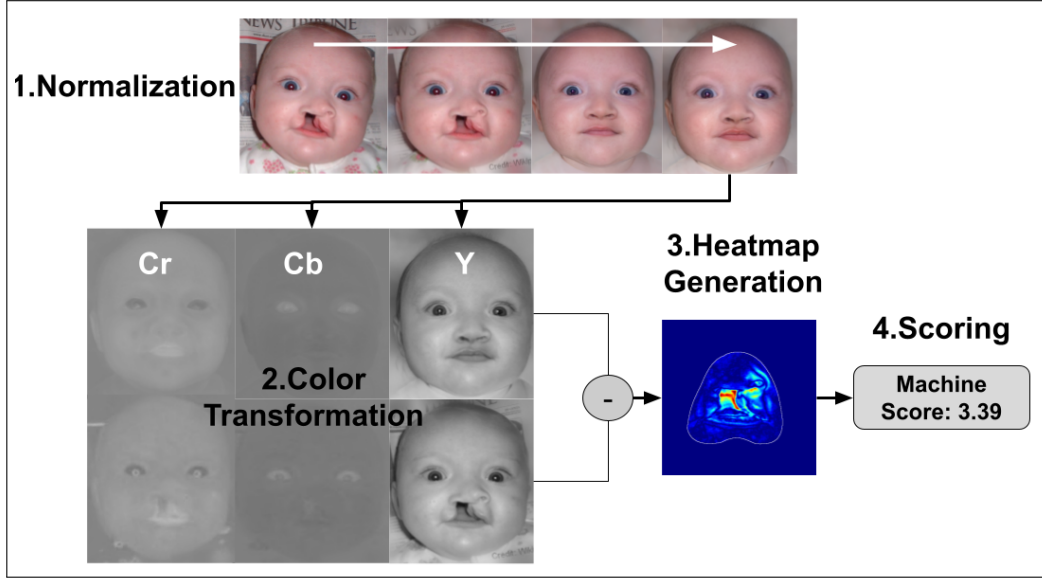 NEWS TRIBUNE
1.Normalization
Cr
Cb
Y
2.Color
Transformation
3.Heatmap
Generation
4.Scoring
-
Machine
Score: 3.39